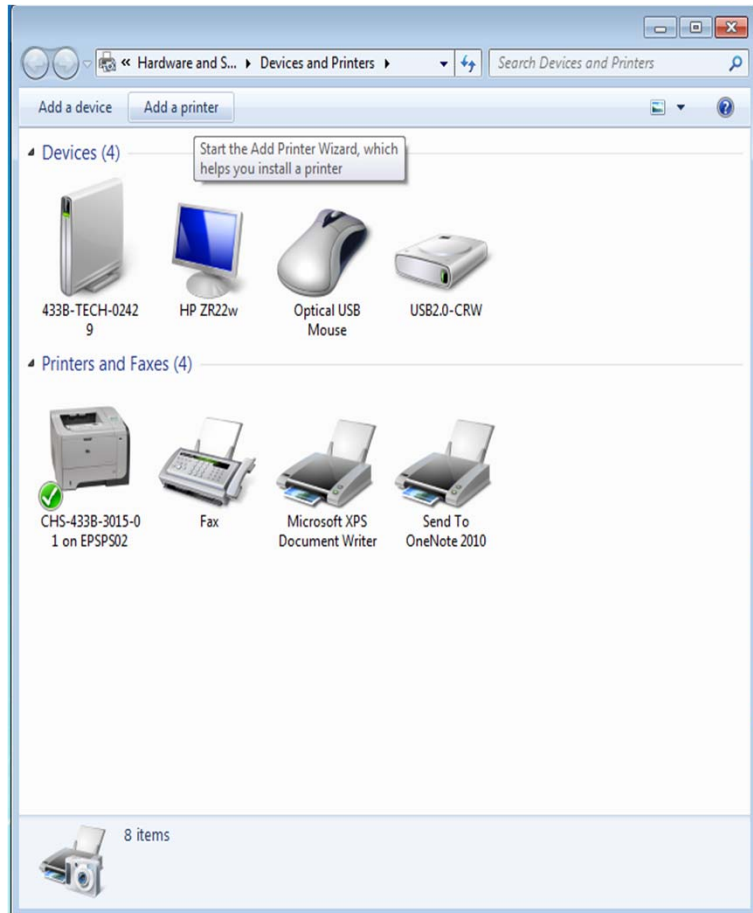 « Hardware and S... ▸ Devices and Printers ▸
Search Devices and Printers
Add a device
Add a printer
Start the Add Printer Wizard, which
helps you install a printer
Devices (4)
433B-TECH-0242
9
HP ZR22w
Optical USB
Mouse
USB2.0-CRW
Printers and Faxes (4)
CHS-433B-3015-0
1 on EPSPS02
Fax
Microsoft XPS
Document Writer
Send To
OneNote 2010
8 items